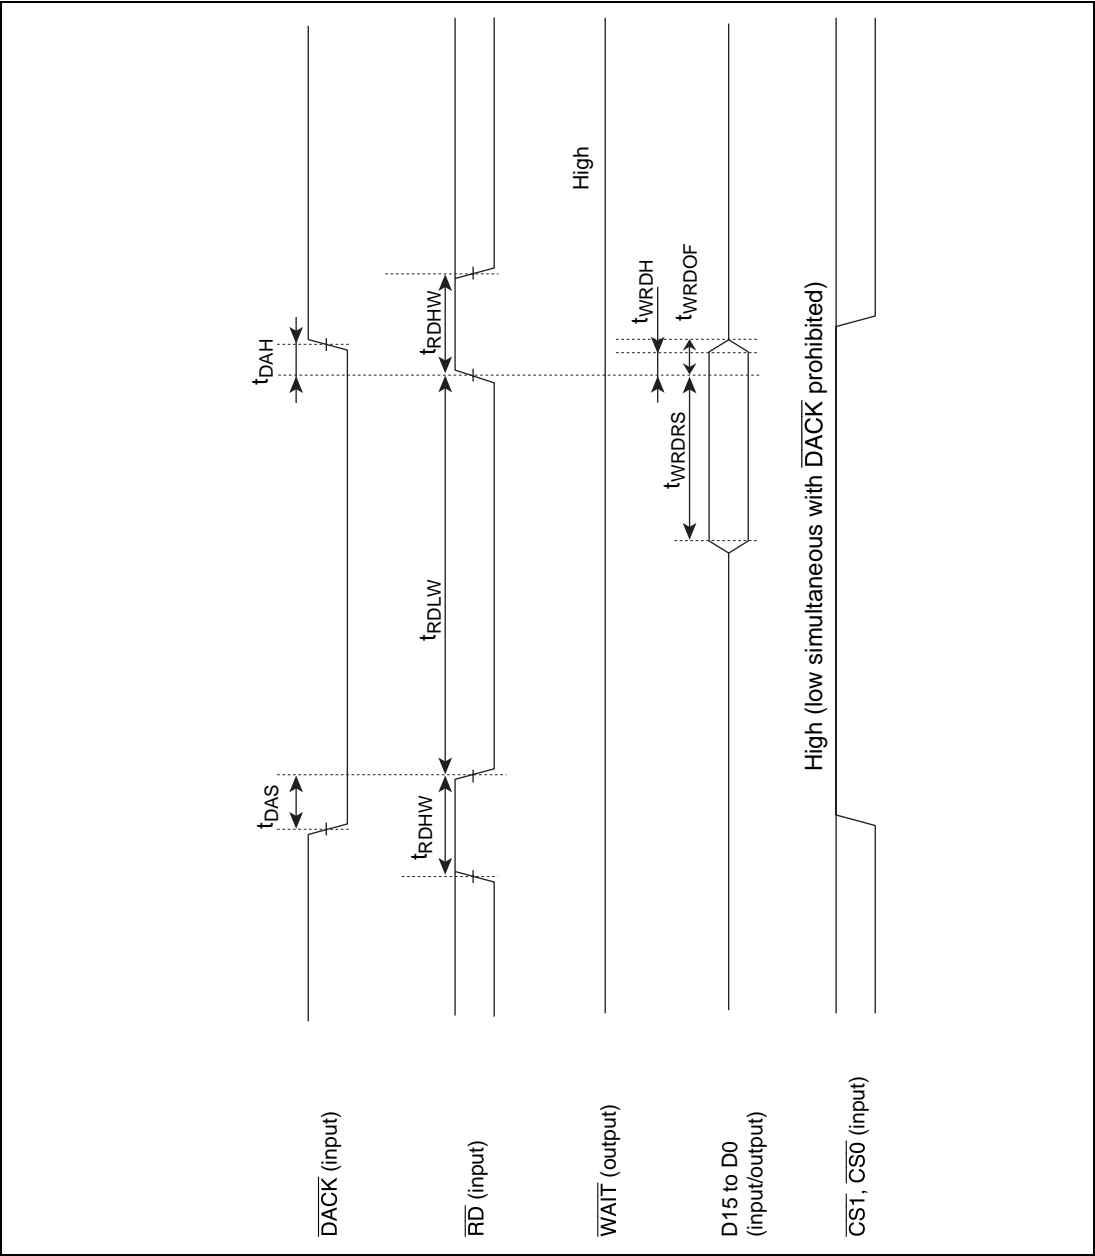 DACK (input)
tDAS
tDAH
RD (input)
tRDHW
tRDLW
tRDHW
WAIT (output)
High
D15 to D0
(input/output)
tWRDRS
tWRDH
tWRDOF
CS1, CS0 (input)
High (low simultaneous with DACK prohibited)